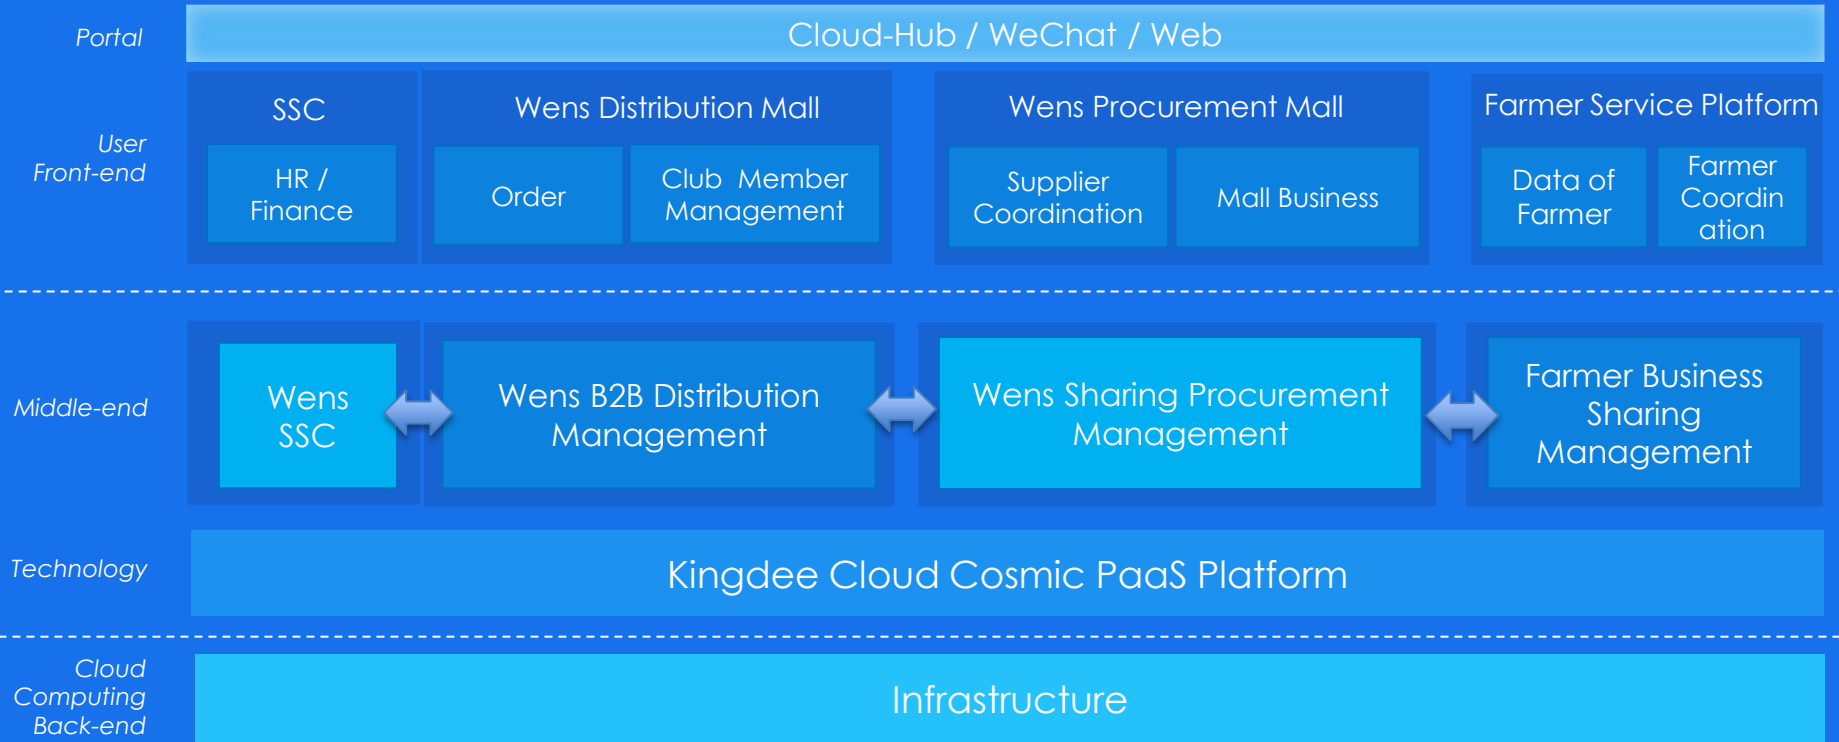 Portal
Cloud-Hub / WeChat / Web
User
Front-end
SSC
HR /
Finance
Wens Distribution Mall
Order
Club Member
Management
Wens Procurement Mall
Supplier
Coordination
Mall Business
Farmer Service Platform
Data of
Farmer
Farmer
Coordin
ation
Middle-end
Wens
SSC
Wens B2B Distribution
Management
Wens Sharing Procurement
Management
Farmer Business
Sharing
Management
Technology
Kingdee Cloud Cosmic PaaS Platform
Cloud
Computing
Back-end
Infrastructure